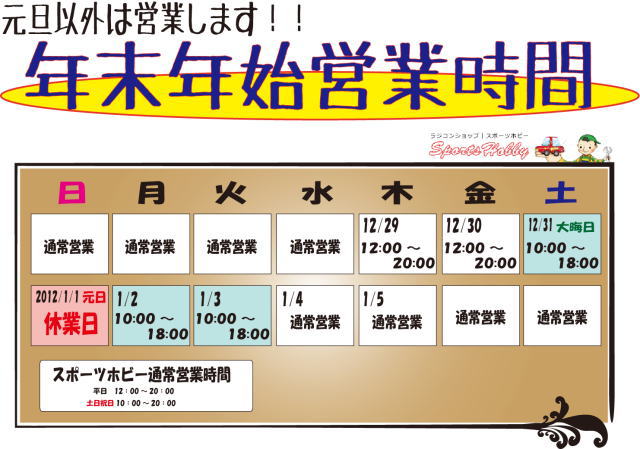 元旦以外は営業します！！
年末年始営業時間
ラジコンショップ｜スポーツホビー
SportsHobby
日 月 火 水 木 金 土
通常営業 通常営業 通常営業 通常営業 12/29 12:00～20:00 12/30 12:00～20:00 12/31 大晦日 10:00～18:00
2012/1/1 元日 休業日 1/2 10:00～18:00 1/3 10:00～18:00 1/4 通常営業 1/5 通常営業 通常営業 通常営業
スポーツホビー通常営業時間
平日 12：00～20：00
土日祝日 10：00～20：00